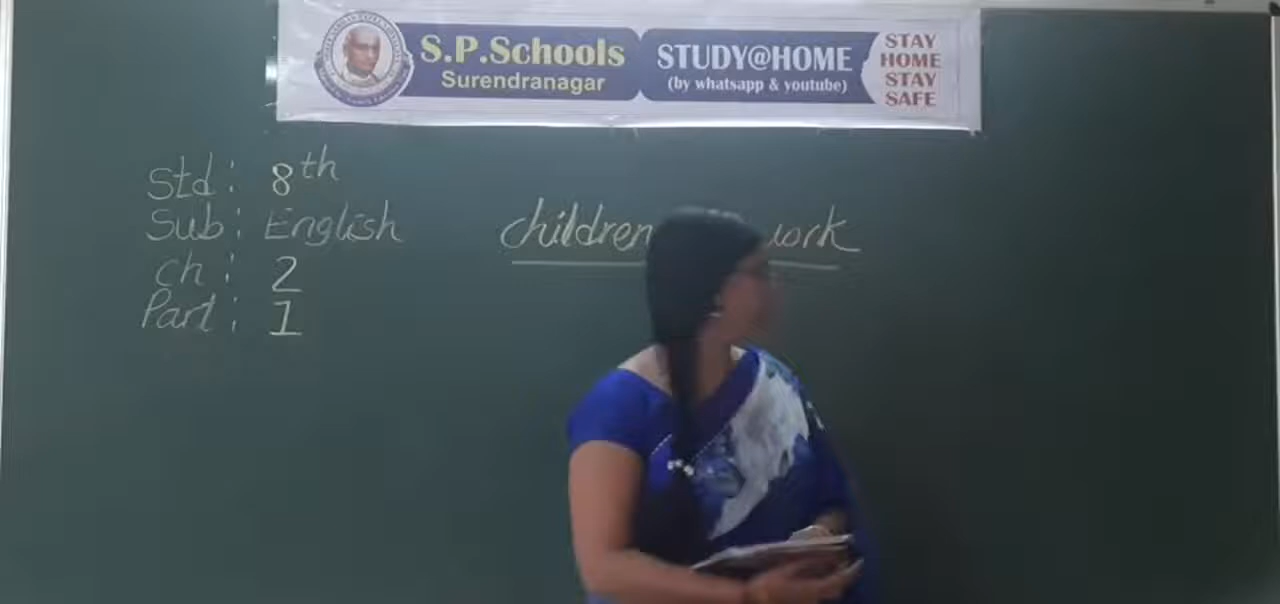 S.P.Schools
Surendranagar
STUDY@HOME
(by whatsapp & youtube)
STAY
HOME
STAY
SAFE
Std: 8th
Sub: English
ch: 2
Part: 1
children work